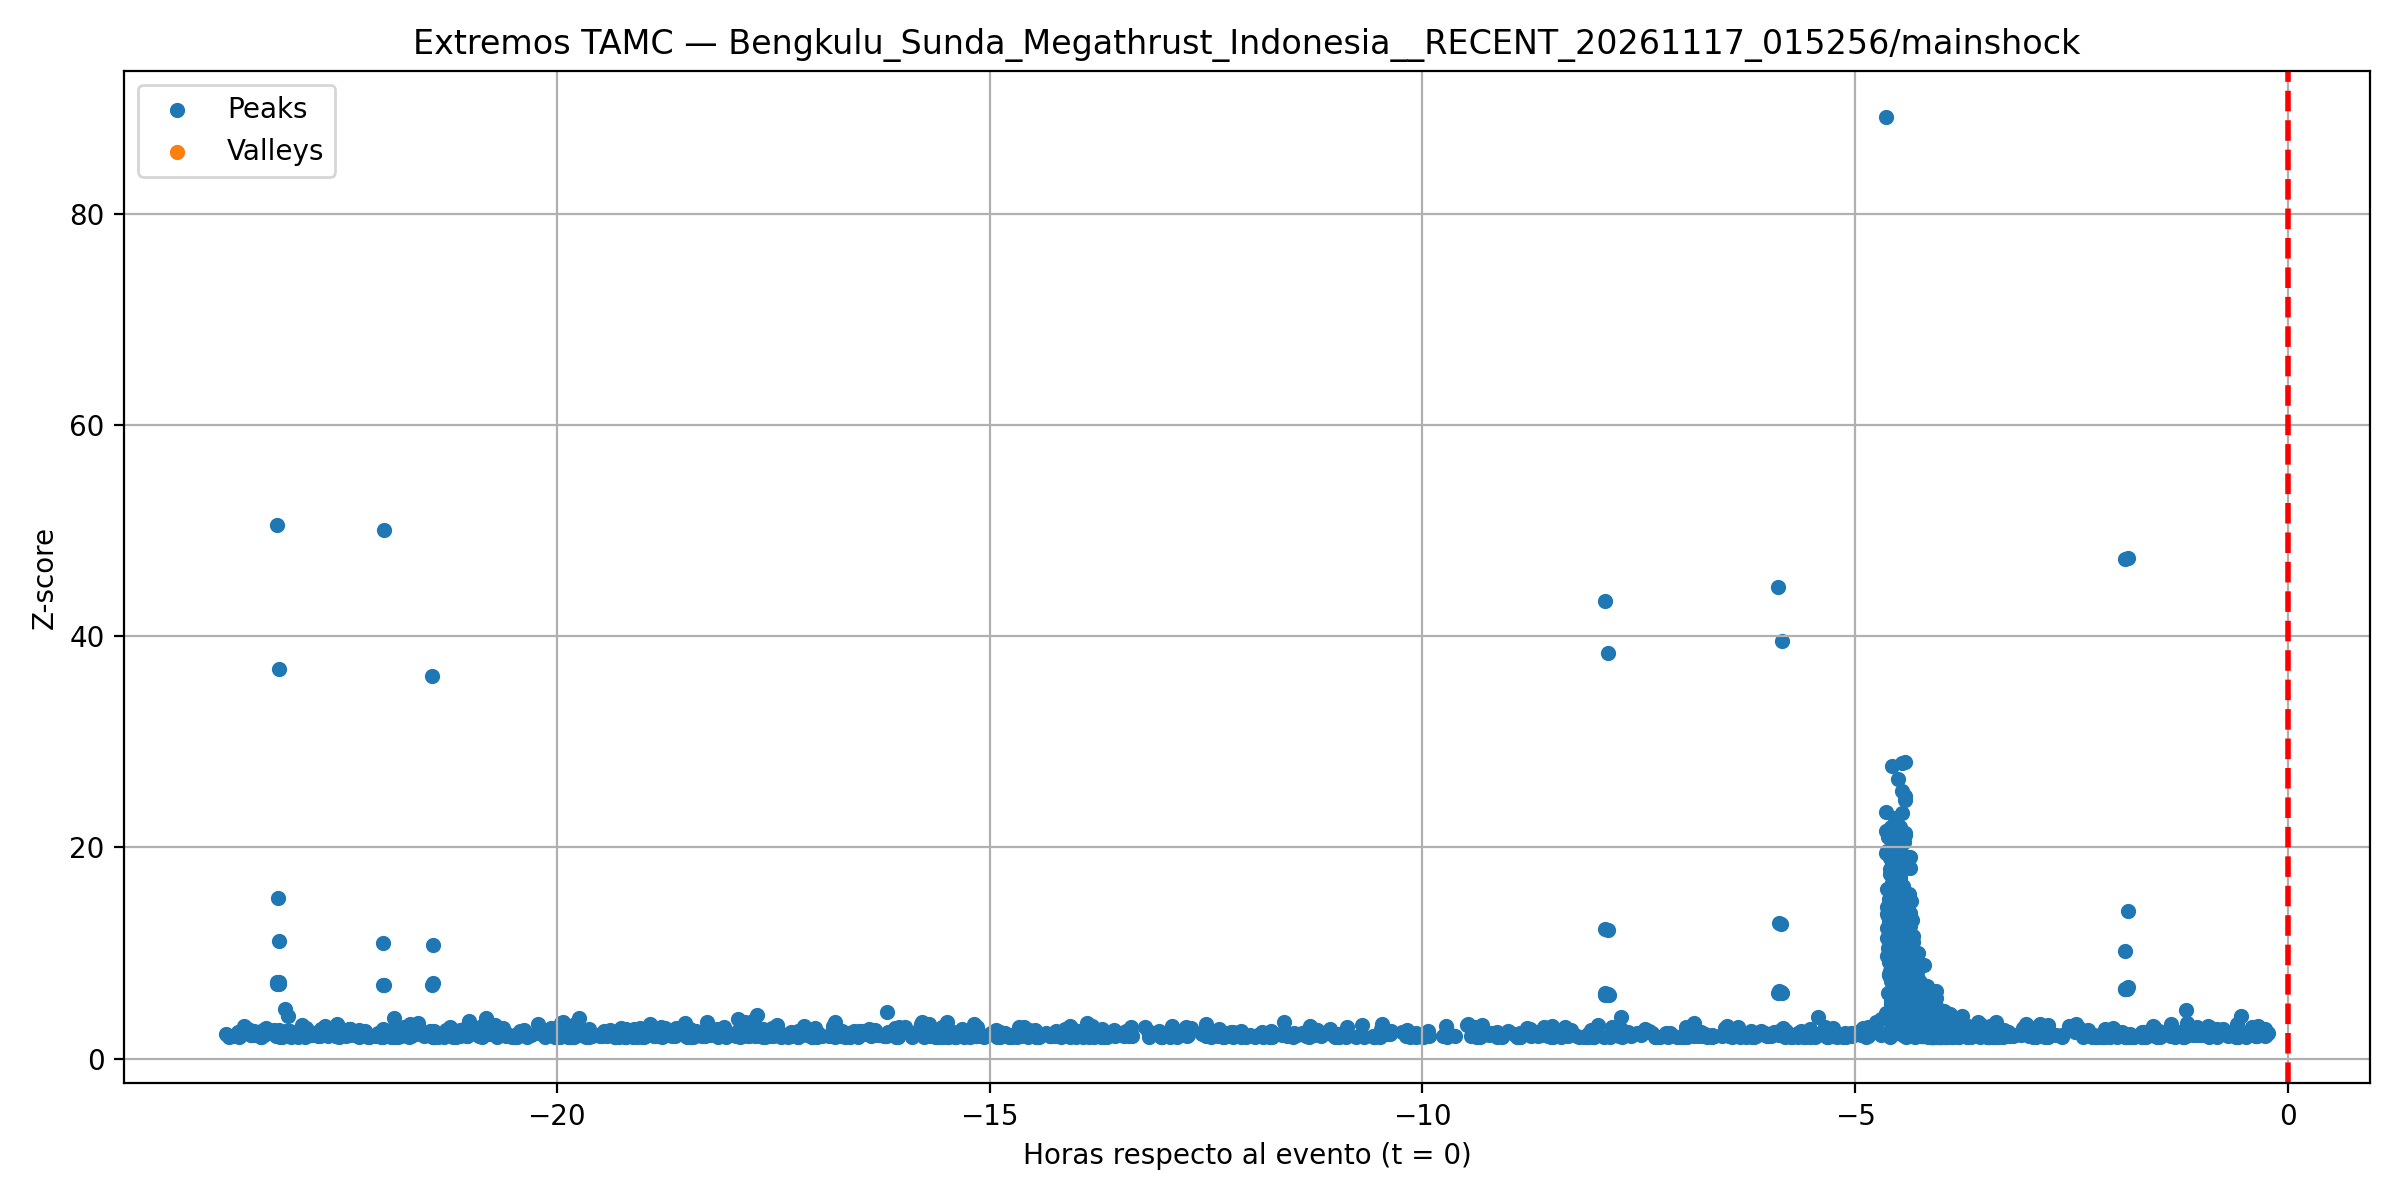 Extremos TAMC — Bengkulu_Sunda_Megathrust_Indonesia__RECENT_20261117_015256/mainshock
Peaks
Valleys
Z-score
80
60
40
20
0
−20
−15
−10
−5
0
Horas respecto al evento (t = 0)